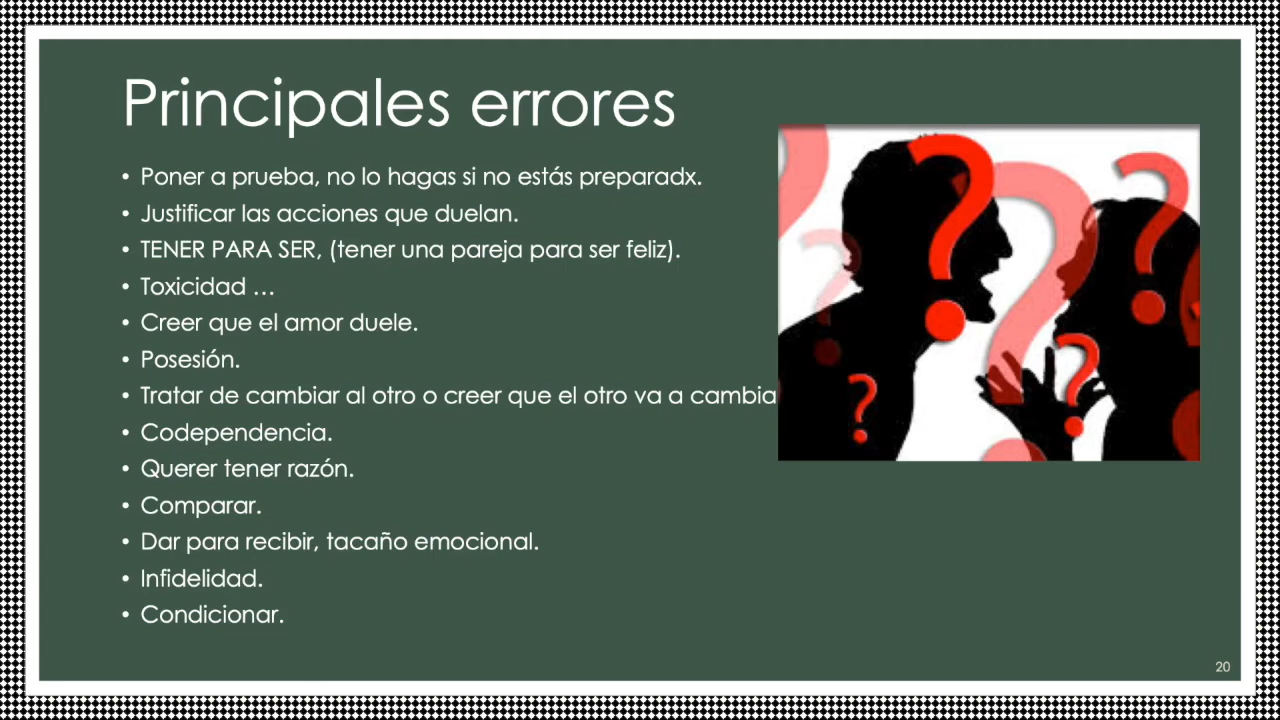 Principales errores
• Poner a prueba, no lo hagas si no estás preparadx.
• Justificar las acciones que duelan.
• TENER PARA SER, (tener una pareja para ser feliz).
• Toxicidad …
• Creer que el amor duele.
• Posesión.
• Tratar de cambiar al otro o creer que el otro va a cambia
• Codependencia.
• Querer tener razón.
• Comparar.
• Dar para recibir, tacaño emocional.
• Infidelidad.
• Condicionar.
? ? ? ? ? ?
20